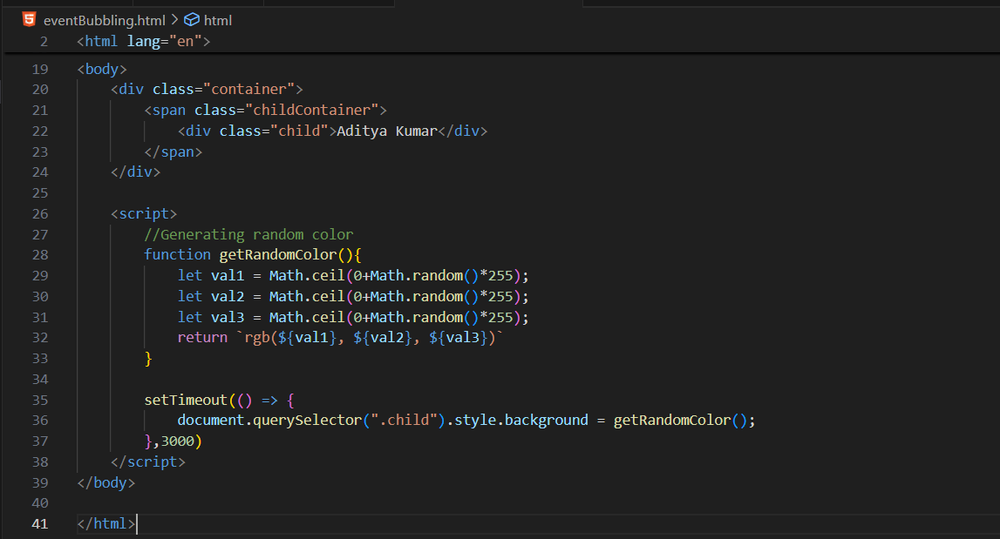 eventBubbling.html > html
2 <html lang="en">
19 <body>
20 <div class="container">
21 <span class="childContainer">
22 <div class="child">Aditya Kumar</div>
23 </span>
24 </div>
25
26 <script>
27 //Generating random color
28 function getRandomColor(){
29 let val1 = Math.ceil(0+Math.random()*255);
30 let val2 = Math.ceil(0+Math.random()*255);
31 let val3 = Math.ceil(0+Math.random()*255);
32 return `rgb(${val1}, ${val2}, ${val3})`
33 }
34
35 setTimeout(() => {
36 document.querySelector(".child").style.background = getRandomColor();
37 },3000)
38 </script>
39 </body>
40
41 </html>